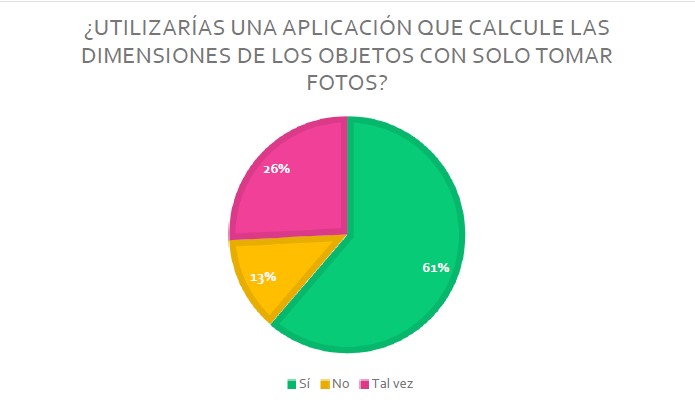 ¿UTILIZARÍAS UNA APLICACIÓN QUE CALCULE LAS
DIMENSIONES DE LOS OBJETOS CON SOLO TOMAR
FOTOS?
26%
61%
13%
Sí No Tal vez